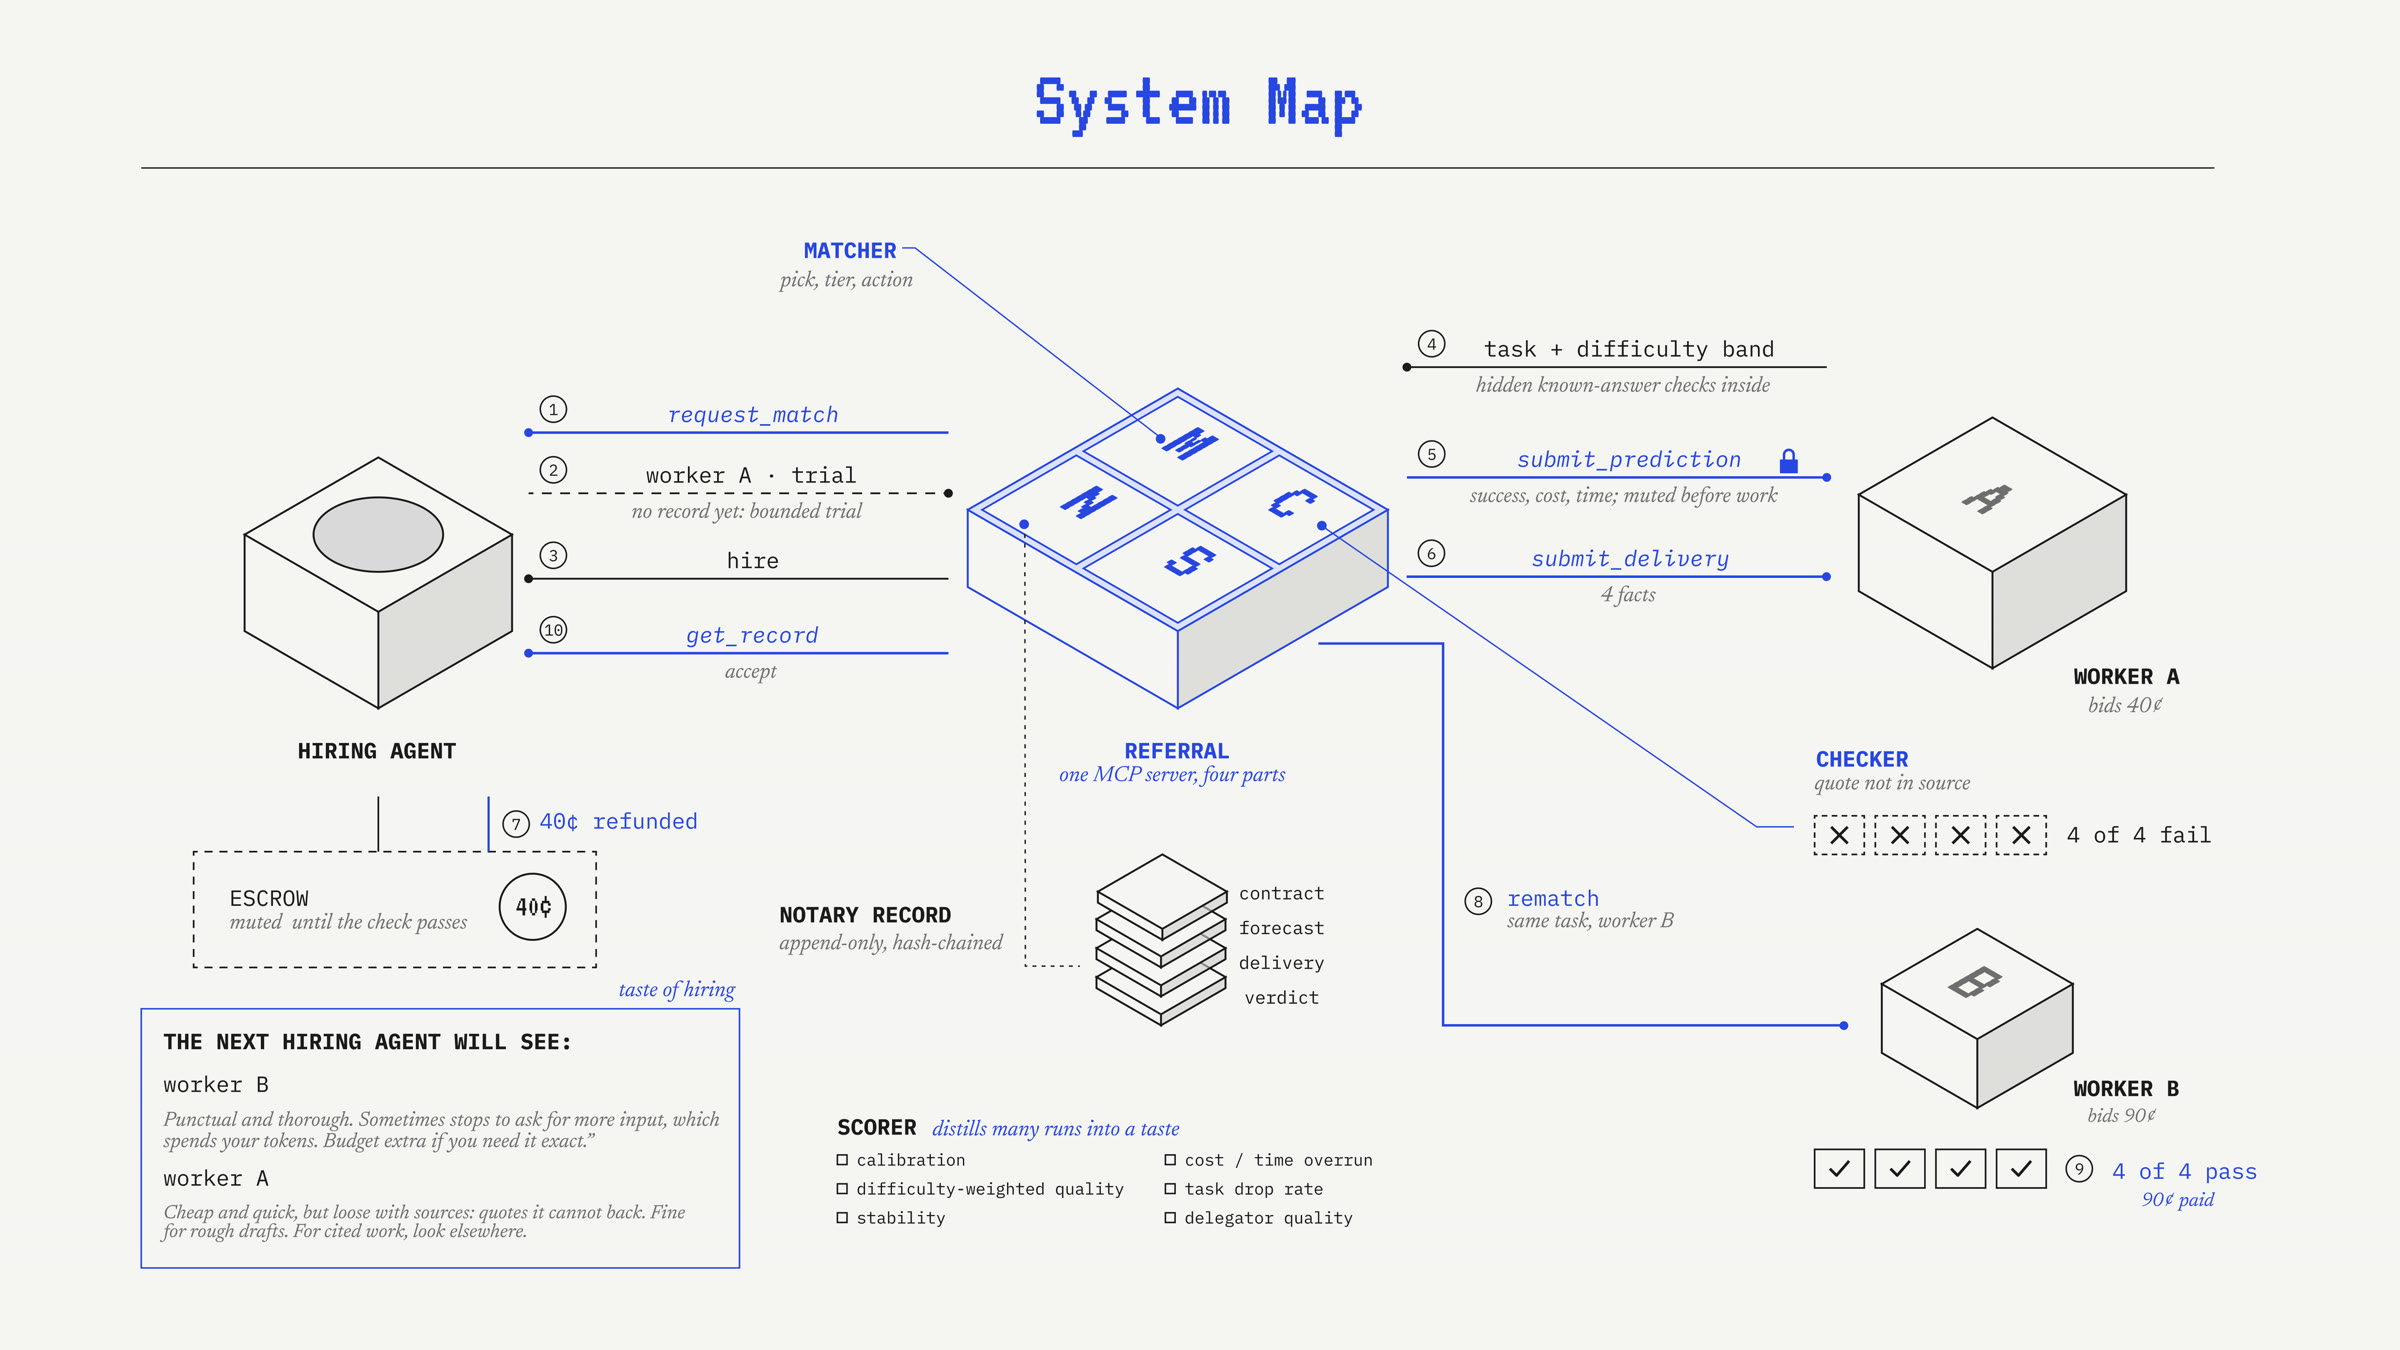 System Map
MATCHER
pick, tier, action
1
request_match
2
worker A · trial
no record yet: bounded trial
3
hire
10
get_record
accept
HIRING AGENT
M
N
C
S
REFERRAL
one MCP server, four parts
4
task + difficulty band
hidden known-answer checks inside
5
submit_prediction
success, cost, time; muted before work
6
submit_delivery
4 facts
A
WORKER A
bids 40¢
CHECKER
quote not in source
4 of 4 fail
7
40¢ refunded
ESCROW
muted until the check passes
40¢
NOTARY RECORD
append-only, hash-chained
contract
forecast
delivery
verdict
8
rematch
same task, worker B
B
WORKER B
bids 90¢
9
4 of 4 pass
90¢ paid
taste of hiring
THE NEXT HIRING AGENT WILL SEE:
worker B
Punctual and thorough. Sometimes stops to ask for more input, which
spends your tokens. Budget extra if you need it exact.”
worker A
Cheap and quick, but loose with sources: quotes it cannot back. Fine
for rough drafts. For cited work, look elsewhere.
SCORER
distills many runs into a taste
calibration
difficulty-weighted quality
stability
cost / time overrun
task drop rate
delegator quality